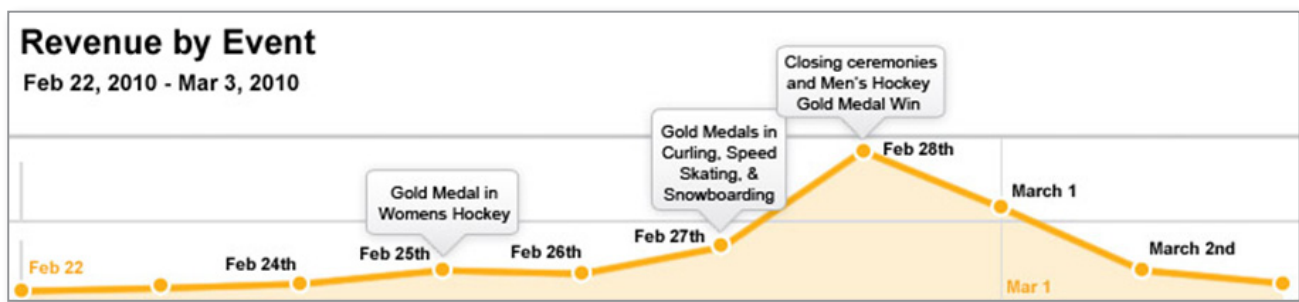 Revenue by Event
Feb 22, 2010 - Mar 3, 2010
Closing ceremonies
and Men's Hockey
Gold Medal Win
Gold Medals in
Curling, Speed
Skating, &
Snowboarding
Gold Medal in
Womens Hockey
Feb 22
Feb 24th
Feb 25th
Feb 26th
Feb 27th
Feb 28th
March 1
March 2nd
Mar 1